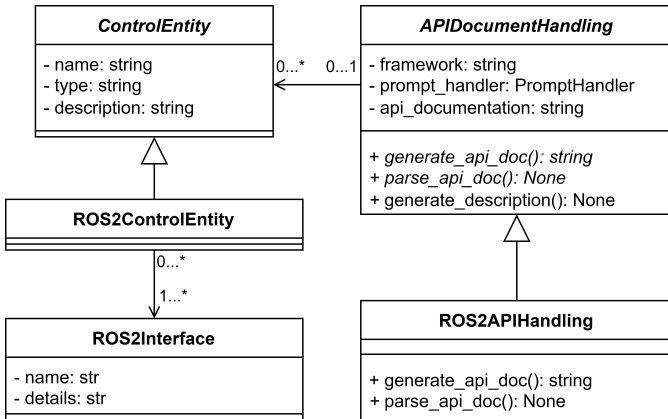 ControlEntity
- name: string
- type: string
- description: string
0...*
0...1
APIDocumentHandling
- framework: string
- prompt_handler: PromptHandler
- api_documentation: string
+ generate_api_doc(): string
+ parse_api_doc(): None
+ generate_description(): None
ROS2ControlEntity
0...*
1...*
ROS2Interface
- name: str
- details: str
ROS2APIHandling
+ generate_api_doc(): string
+ parse_api_doc(): None